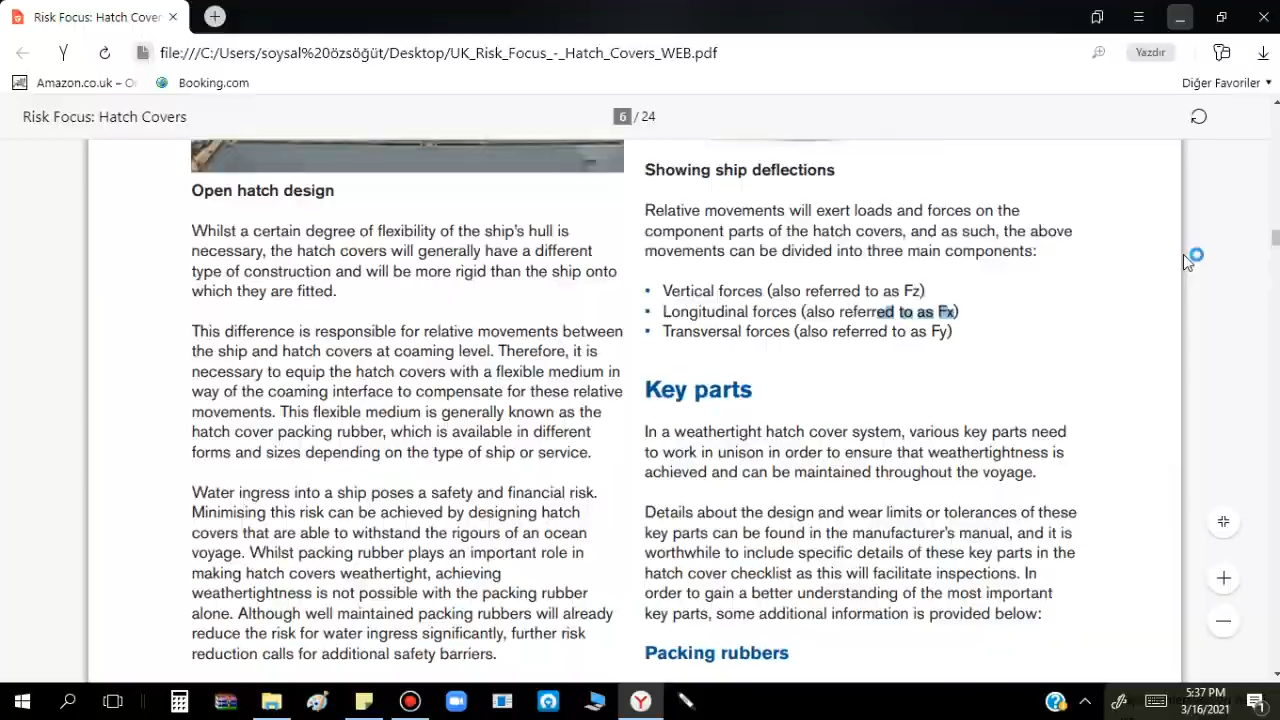 Risk Focus: Hatch Cover
file:///C:/Users/soysal%20özsöğüt/Desktop/UK_Risk_Focus_-_Hatch_Covers_WEB.pdf
Yazdır
Amazon.co.uk –
Booking.com
Diğer Favoriler
Risk Focus: Hatch Covers
6 / 24
Open hatch design
Whilst a certain degree of flexibility of the ship's hull is
necessary, the hatch covers will generally have a different
type of construction and will be more rigid than the ship onto
which they are fitted.
This difference is responsible for relative movements between
the ship and hatch covers at coaming level. Therefore, it is
necessary to equip the hatch covers with a flexible medium in
way of the coaming interface to compensate for these relative
movements. This flexible medium is generally known as the
hatch cover packing rubber, which is available in different
forms and sizes depending on the type of ship or service.
Water ingress into a ship poses a safety and financial risk.
Minimising this risk can be achieved by designing hatch
covers that are able to withstand the rigours of an ocean
voyage. Whilst packing rubber plays an important role in
making hatch covers weathertight, achieving
weathertightness is not possible with the packing rubber
alone. Although well maintained packing rubbers will already
reduce the risk for water ingress significantly, further risk
reduction calls for additional safety barriers.
Showing ship deflections
Relative movements will exert loads and forces on the
component parts of the hatch covers, and as such, the above
movements can be divided into three main components:
• Vertical forces (also referred to as Fz)
• Longitudinal forces (also referred to as Fx)
• Transversal forces (also referred to as Fy)
Key parts
In a weathertight hatch cover system, various key parts need
to work in unison in order to ensure that weathertightness is
achieved and can be maintained throughout the voyage.
Details about the design and wear limits or tolerances of these
key parts can be found in the manufacturer's manual, and it is
worthwhile to include specific details of these key parts in the
hatch cover checklist as this will facilitate inspections. In
order to gain a better understanding of the most important
key parts, some additional information is provided below:
Packing rubbers
5:37 PM
3/16/2021